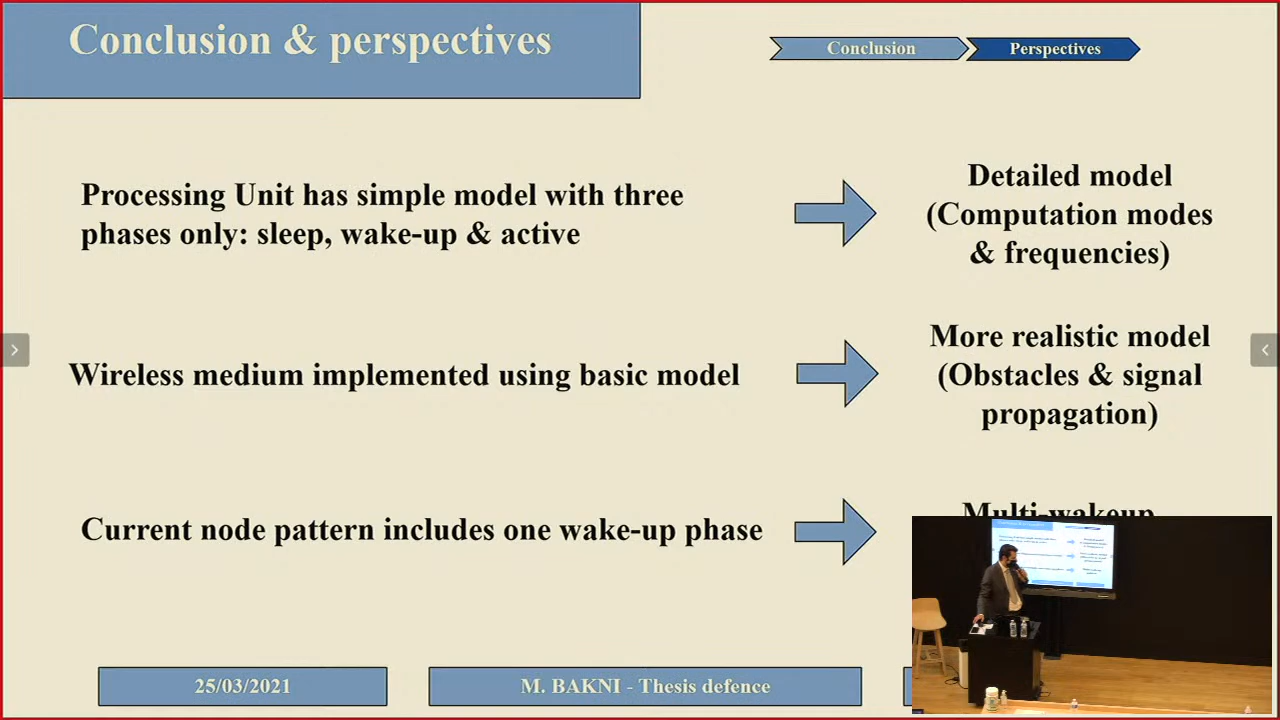 Conclusion & perspectives
Conclusion
Perspectives
Processing Unit has simple model with three
phases only: sleep, wake-up & active
Detailed model
(Computation modes
& frequencies)
Wireless medium implemented using basic model
More realistic model
(Obstacles & signal
propagation)
Current node pattern includes one wake-up phase
Multi-wakeup
25/03/2021
M. BAKNI - Thesis defence